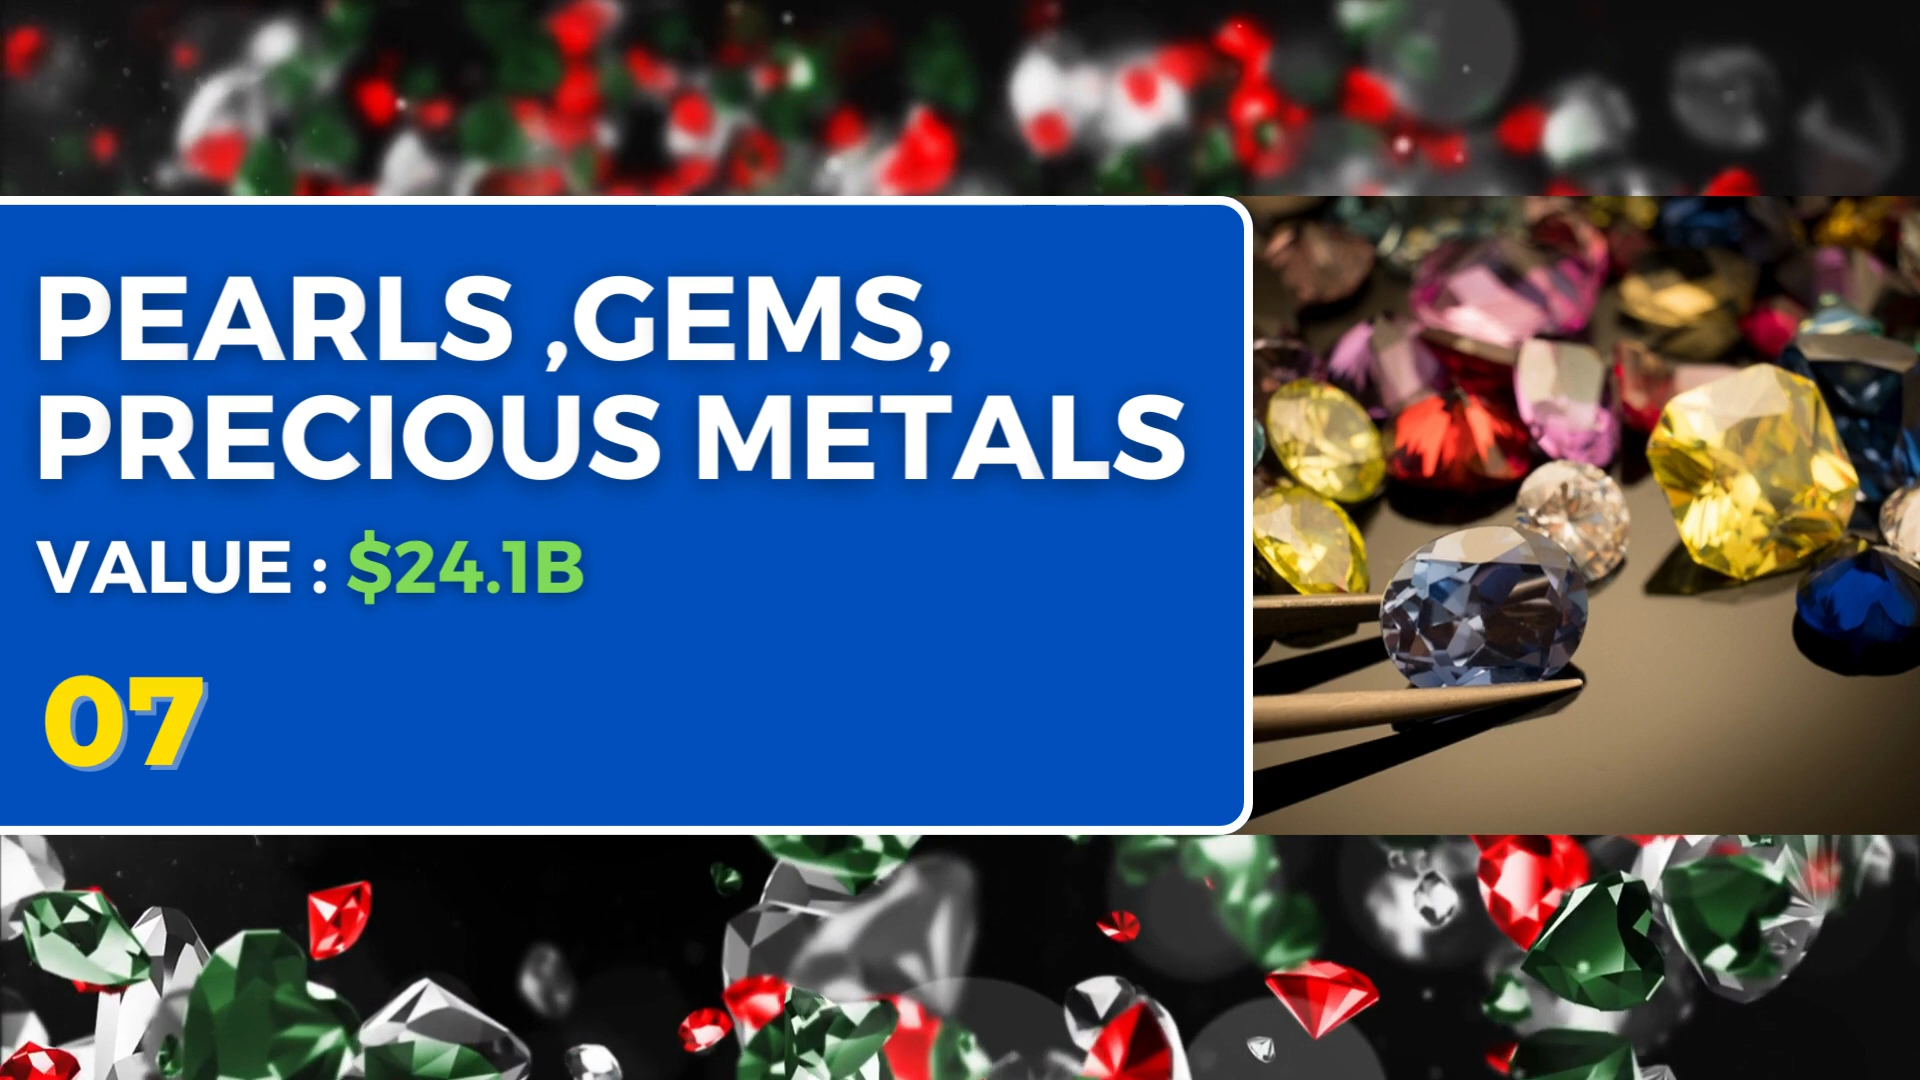 PEARLS ,GEMS,
PRECIOUS METALS
VALUE : $24.1B
07